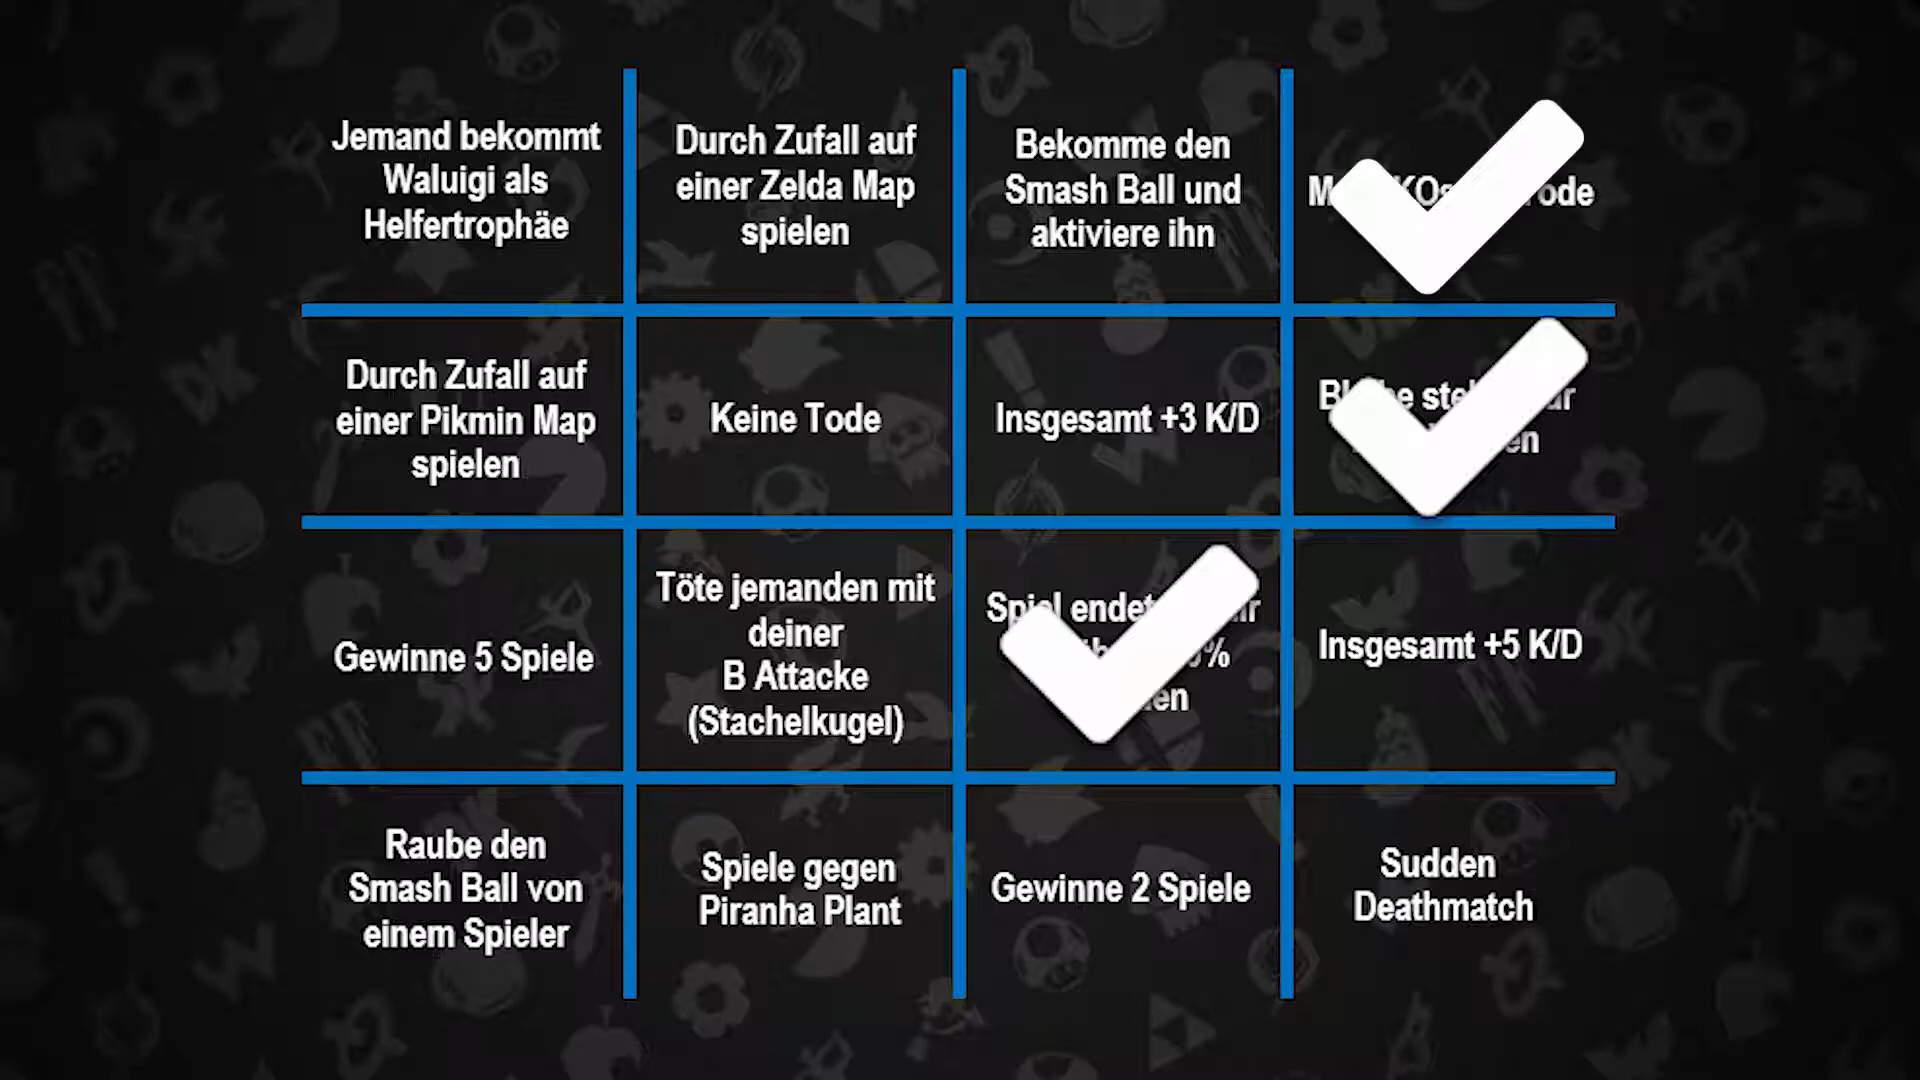 Jemand bekommt
Waluigi als
Helfertrophäe
Durch Zufall auf
einer Zelda Map
spielen
Bekomme den
Smash Ball und
aktiviere ihn
Durch Zufall auf
einer Pikmin Map
spielen
Keine Tode
Insgesamt +3 K/D
Gewinne 5 Spiele
Töte jemanden mit
deiner
B Attacke
(Stachelkugel)
Spiel endet
Insgesamt +5 K/D
Raube den
Smash Ball von
einem Spieler
Spiele gegen
Piranha Plant
Gewinne 2 Spiele
Sudden
Deathmatch